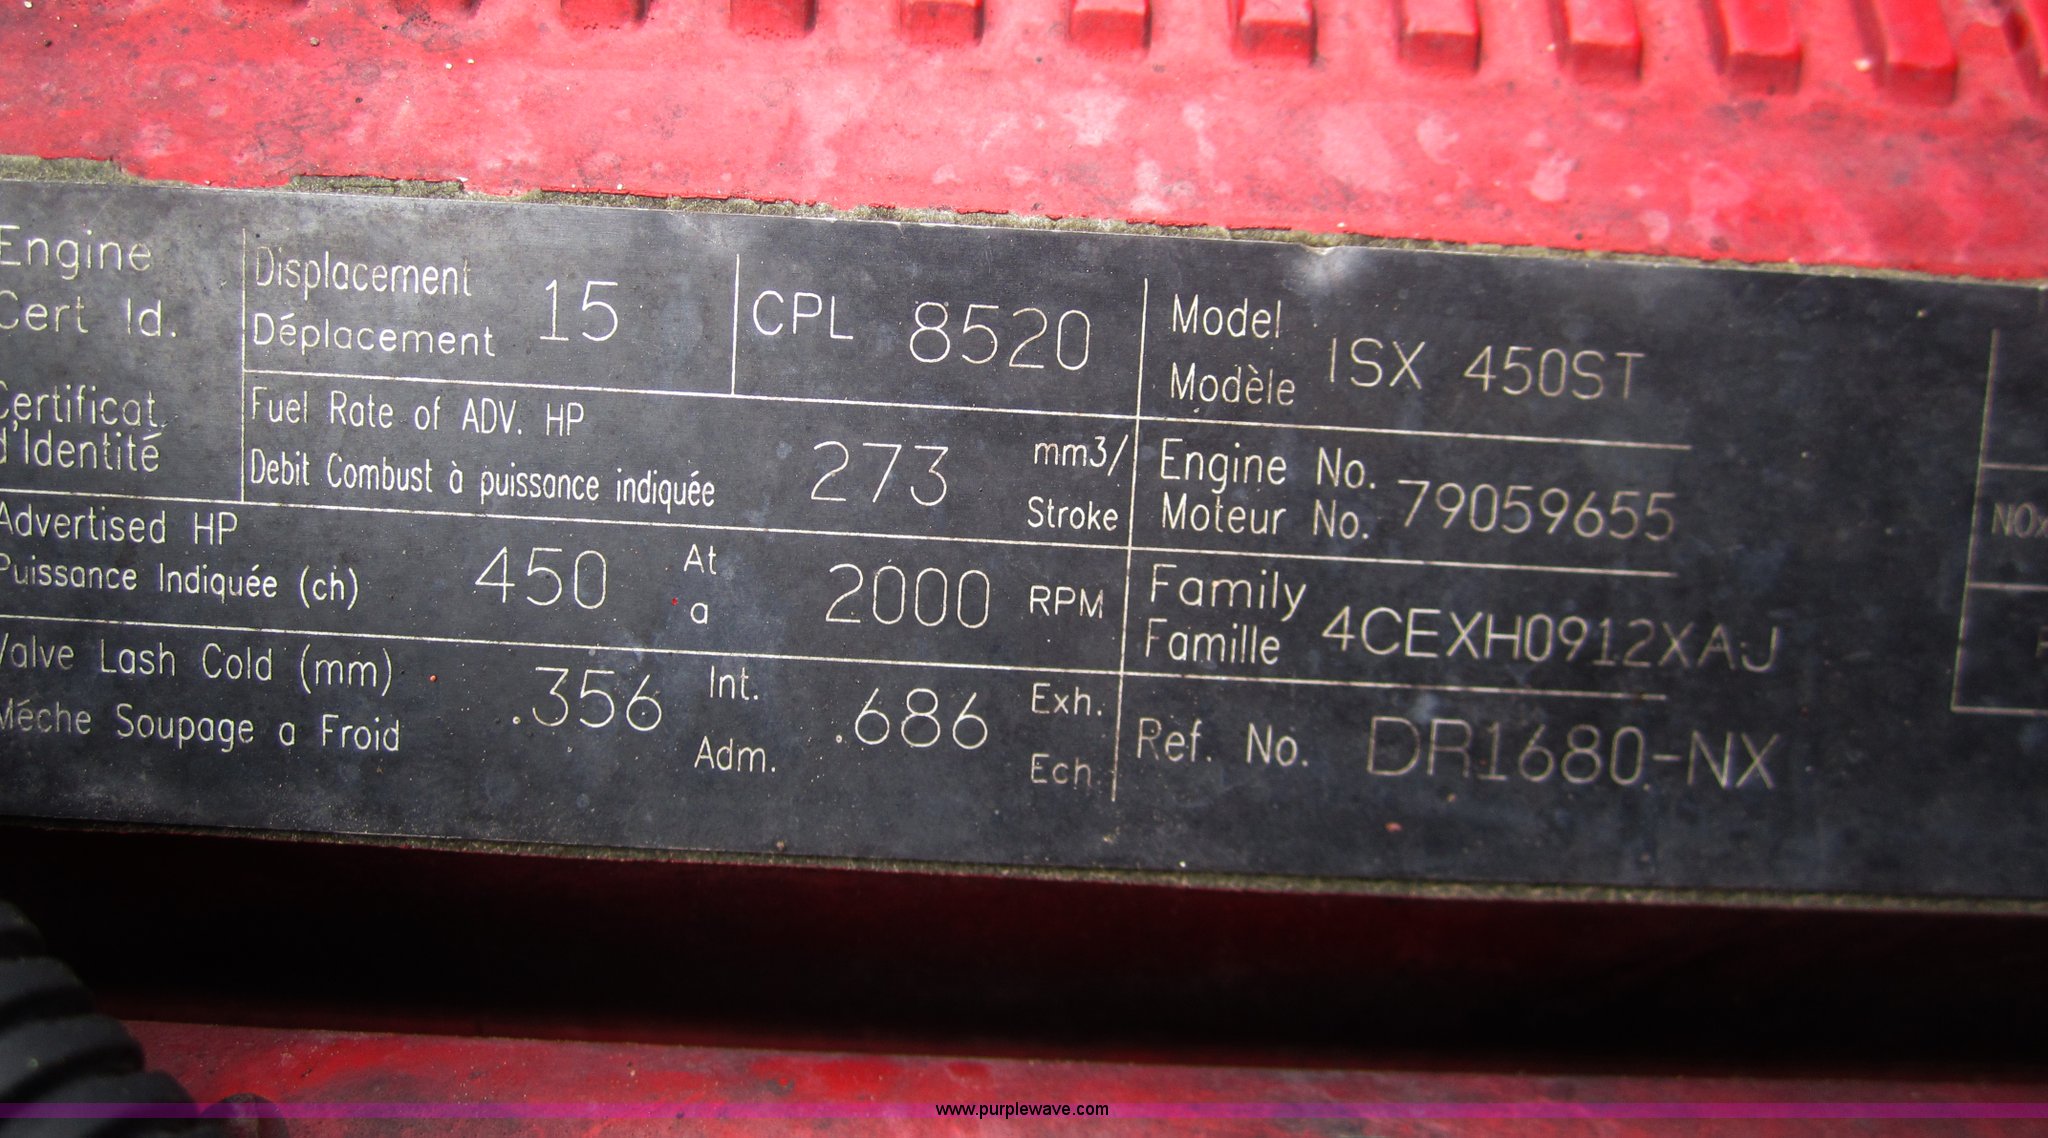 Engine
Cert Id.
Certificat
d'Identité
Displacement
Déplacement
15
CPL 8520
Model
Modèle
ISX 450ST
Fuel Rate of ADV. HP
Debit Combust à puissance indiquée
273
mm3/
Stroke
Engine No.
Moteur No.
79059655
Advertised HP
Puissance Indiquée (ch)
450
At
a
2000 RPM
Family
Famille
4CEXH0912XAJ
Valve Lash Cold (mm)
Méche Soupage a Froid
.356
Int.
Adm.
.686
Exh.
Ech.
Ref. No. DR1680-NX
NOx
www.purplewave.com